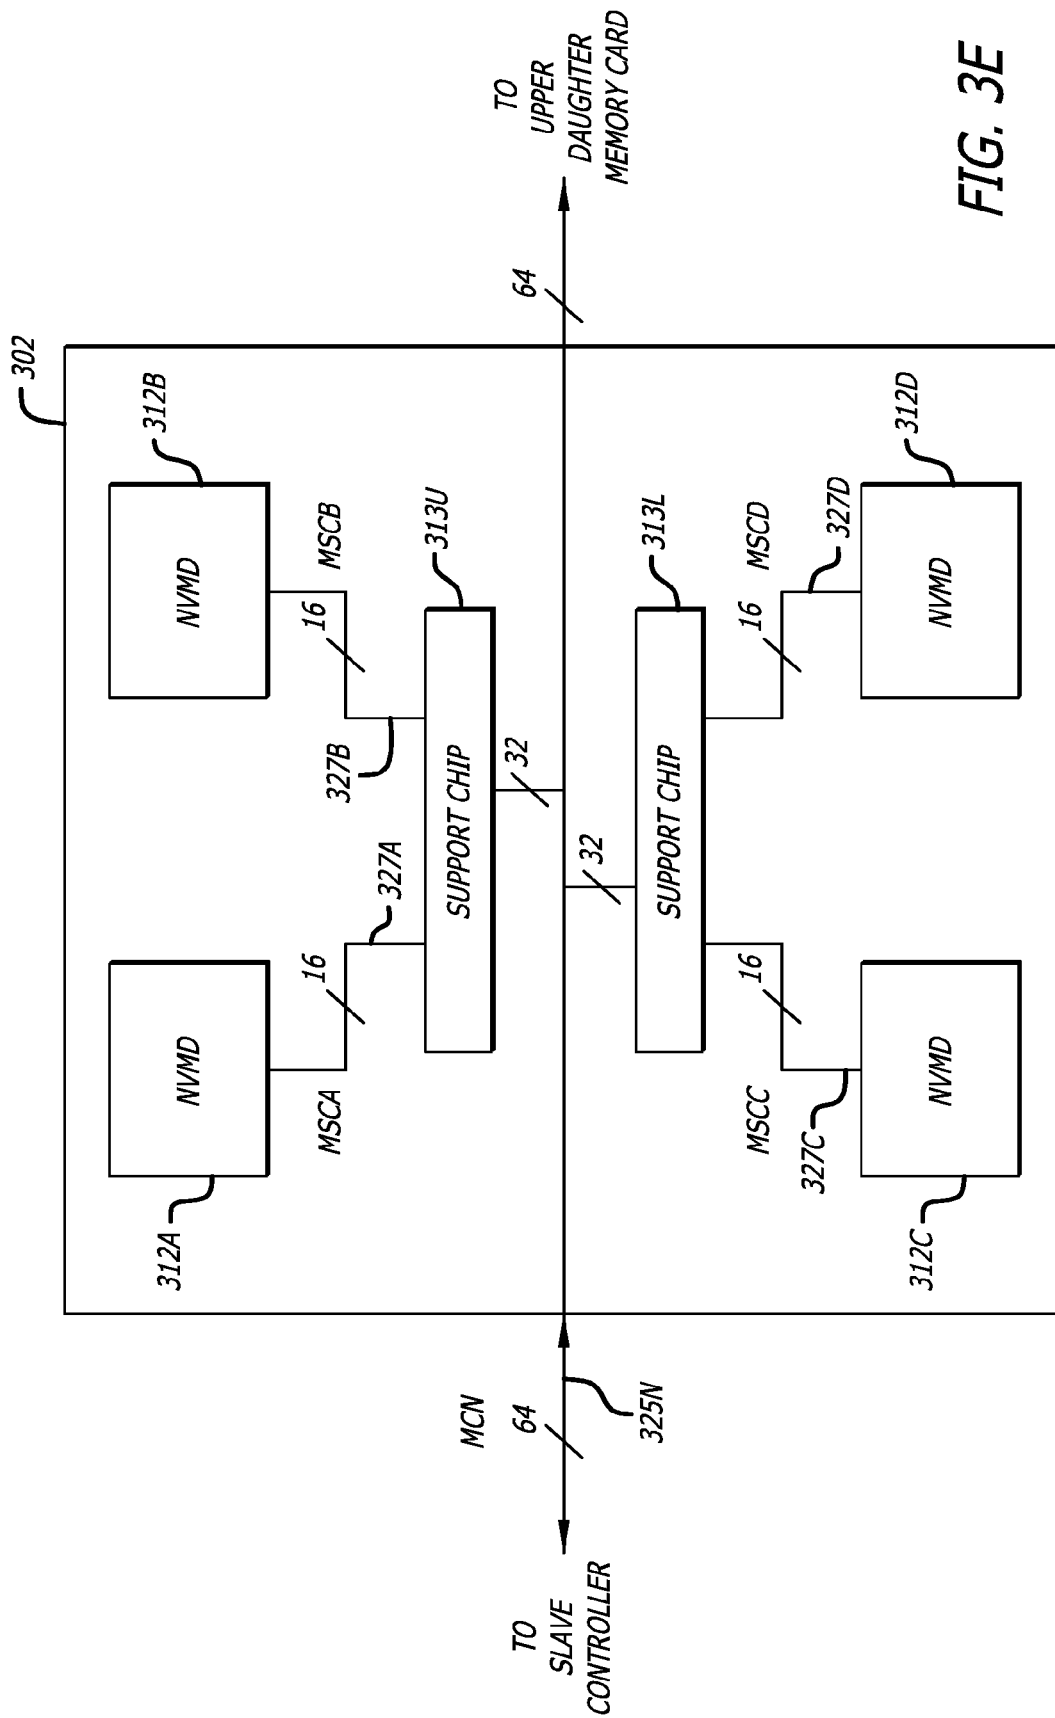 302
312A
NVMD
312B
NVMD
MSCA
16
327A
MSCB
16
327B
313U
SUPPORT CHIP
32
MCN
64
325N
TO
SLAVE
CONTROLLER
64
TO
UPPER
DAUGHTER
MEMORY CARD
32
313L
SUPPORT CHIP
MSCC
16
327C
MSCD
16
327D
312C
NVMD
312D
NVMD
FIG. 3E